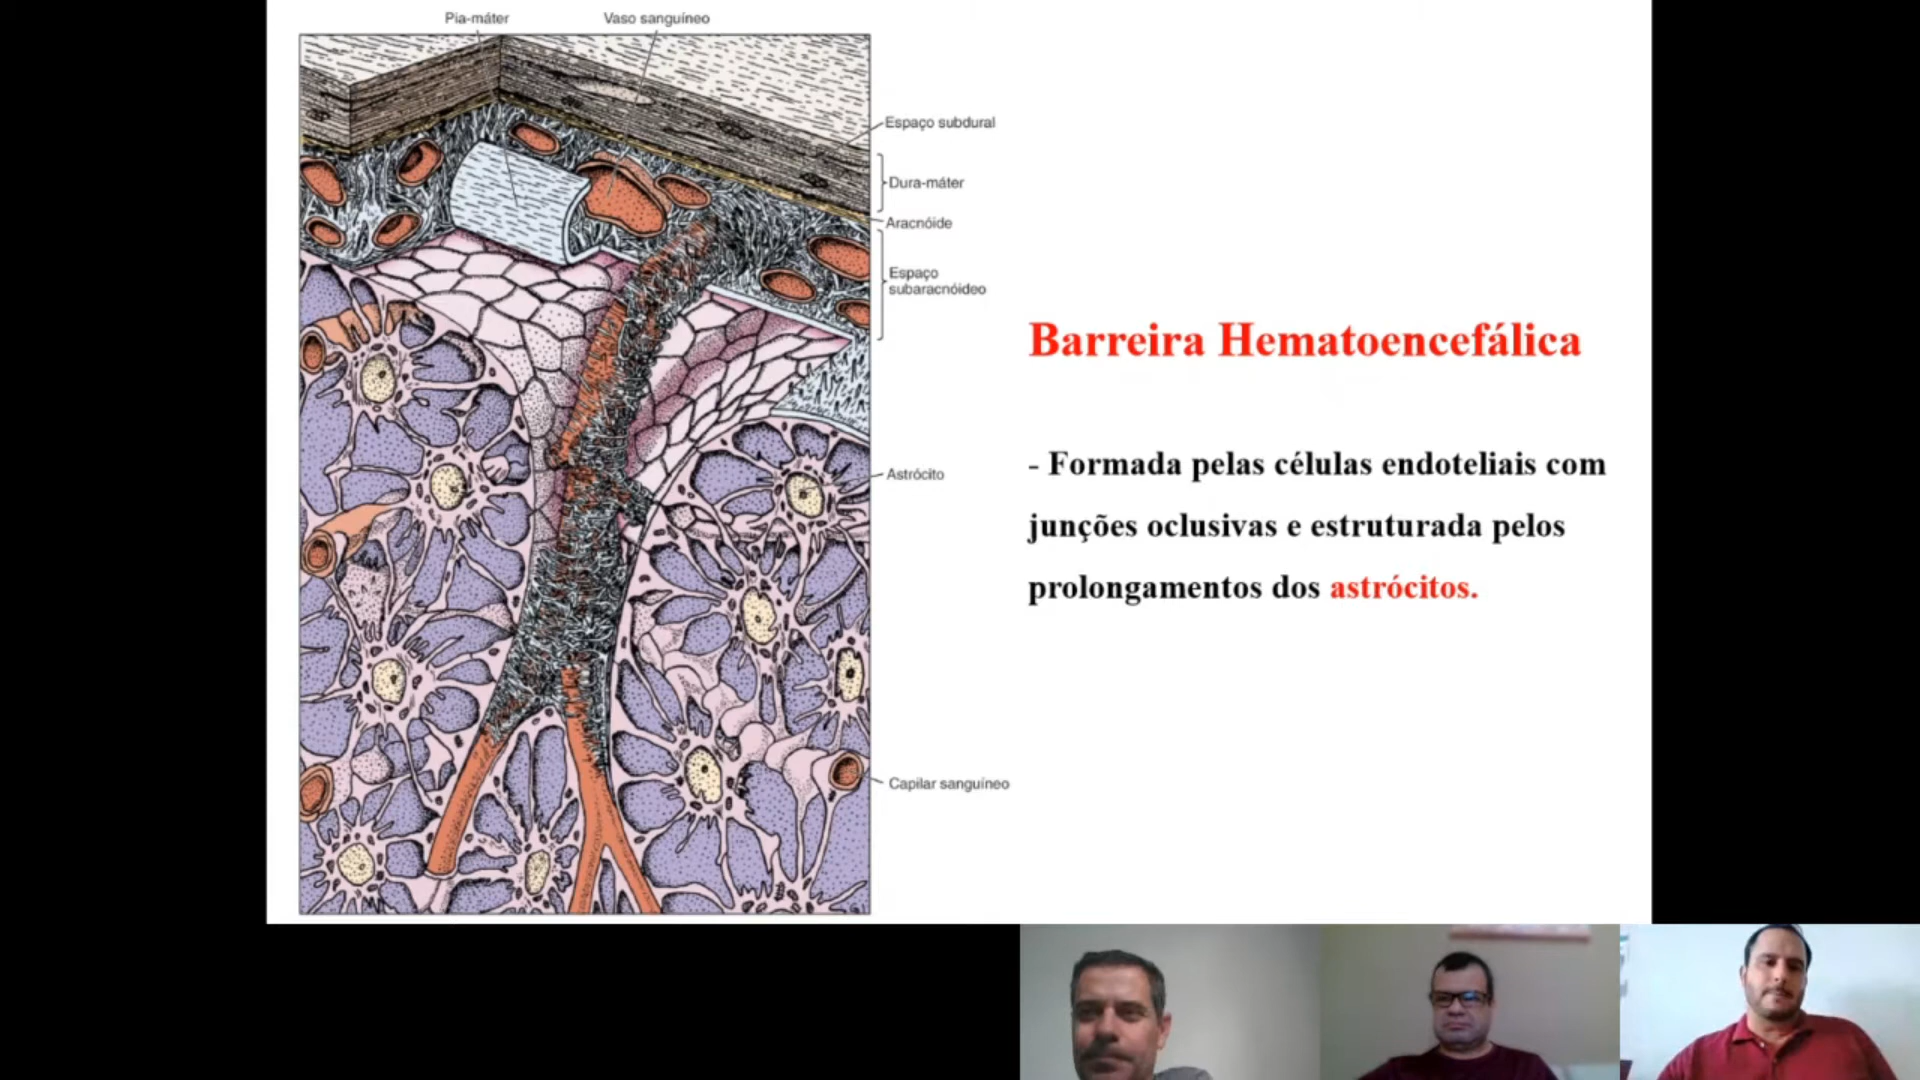 Pia-máter
Vaso sanguíneo
Espaço subdural
Dura-máter
Aracnóide
Espaço
subaracnóideo
Astrócito
Capilar sanguíneo
Barreira Hematoencefálica
- Formada pelas células endoteliais com
junções oclusivas e estruturada pelos
prolongamentos dos astrócitos.